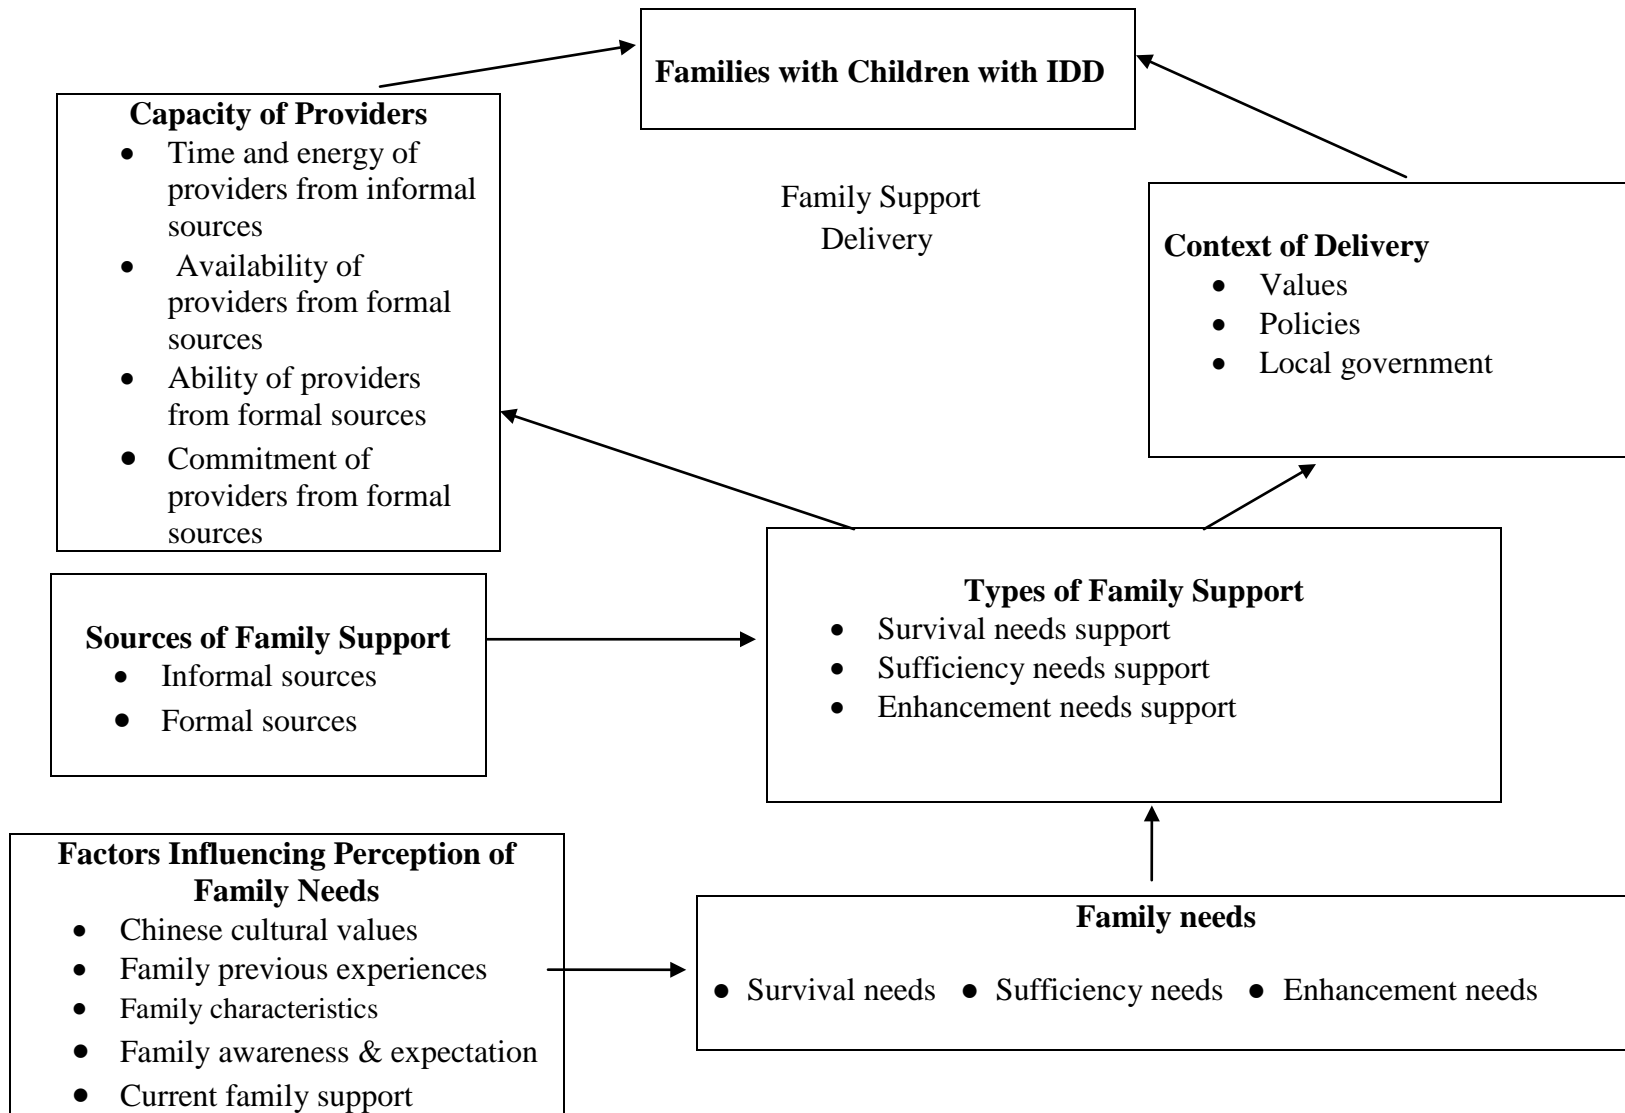 Families with Children with IDD
Capacity of Providers
● Time and energy of
providers from informal
sources
● Availability of
providers from formal
sources
● Ability of providers
from formal sources
● Commitment of
providers from formal
sources
Family Support
Delivery
Context of Delivery
● Values
● Policies
● Local government
Types of Family Support
● Survival needs support
● Sufficiency needs support
● Enhancement needs support
Sources of Family Support
● Informal sources
● Formal sources
Factors Influencing Perception of
Family Needs
● Chinese cultural values
● Family previous experiences
● Family characteristics
● Family awareness & expectation
● Current family support
Family needs
● Survival needs ● Sufficiency needs ● Enhancement needs